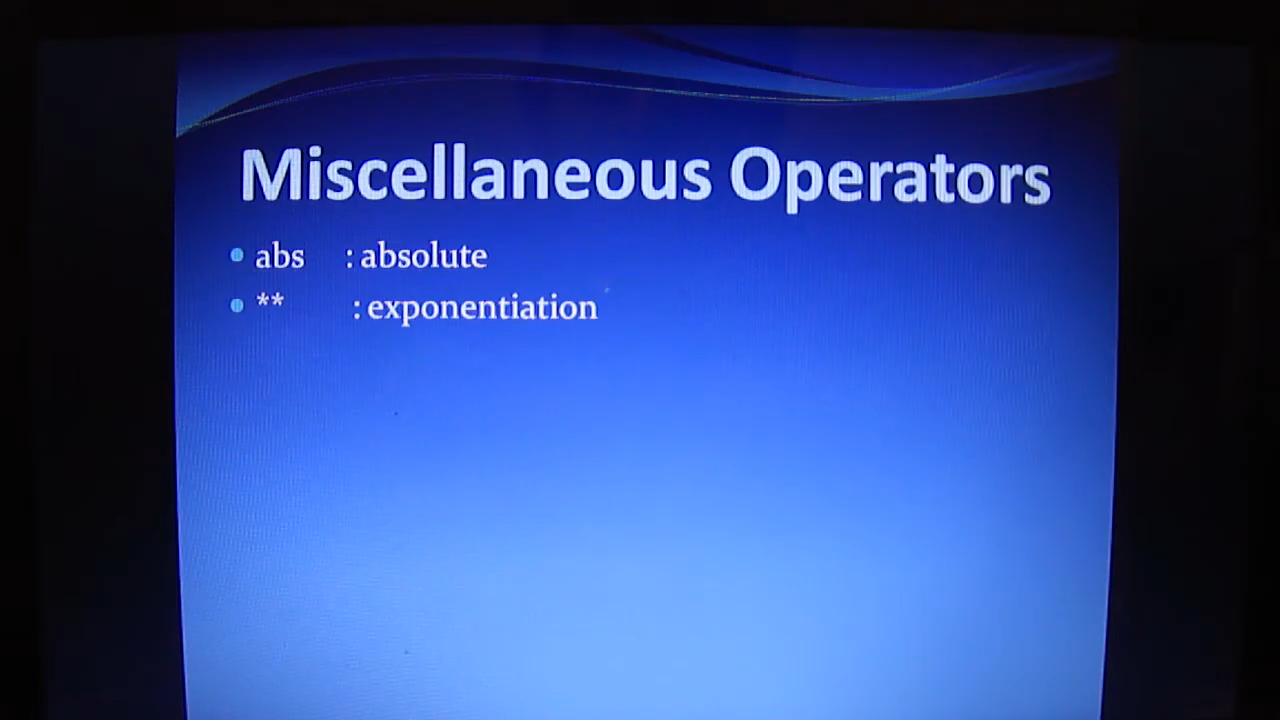 Miscellaneous Operators
abs : absolute
** : exponentiation